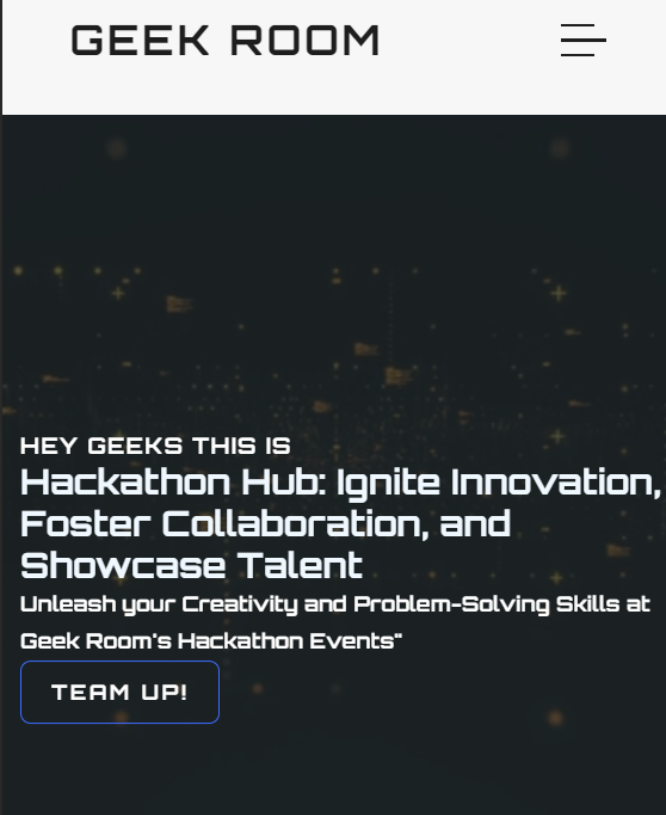 GEEK ROOM
HEY GEEKS THIS IS
Hackathon Hub: Ignite Innovation,
Foster Collaboration, and
Showcase Talent
Unleash your Creativity and Problem-Solving Skills at
Geek Room's Hackathon Events"
TEAM UP!